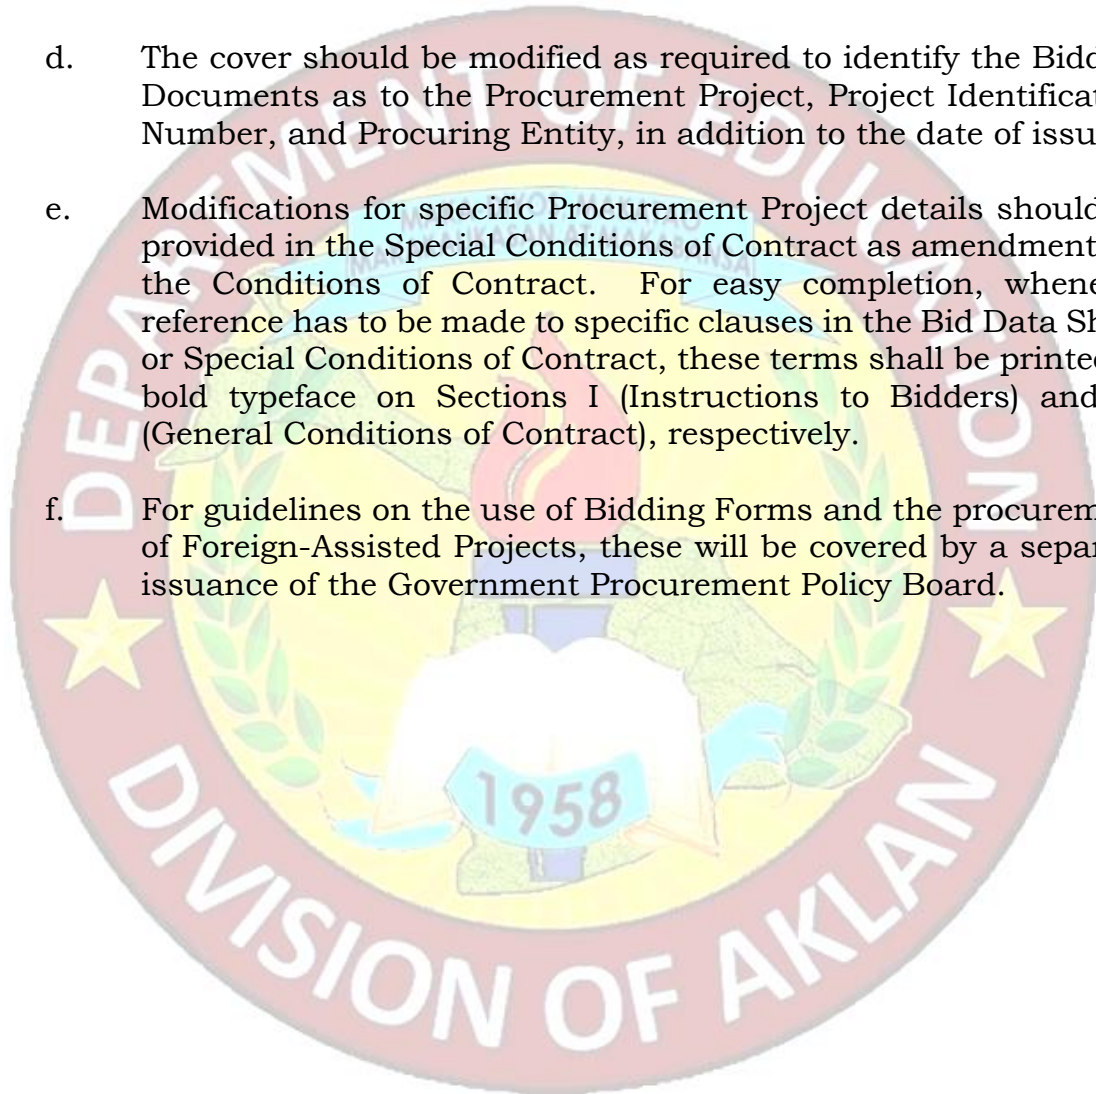 d. The cover should be modified as required to identify the Bidd
Documents as to the Procurement Project, Project Identificat
Number, and Procuring Entity, in addition to the date of issu
e. Modifications for specific Procurement Project details should
provided in the Special Conditions of Contract as amendment
the Conditions of Contract. For easy completion, whene
reference has to be made to specific clauses in the Bid Data Sh
or Special Conditions of Contract, these terms shall be printe
bold typeface on Sections I (Instructions to Bidders) and
(General Conditions of Contract), respectively.
f. For guidelines on the use of Bidding Forms and the procurem
of Foreign-Assisted Projects, these will be covered by a separ
issuance of the Government Procurement Policy Board.
DEPARTMENT OF EDUCATION
1958
DIVISION OF AKLAN